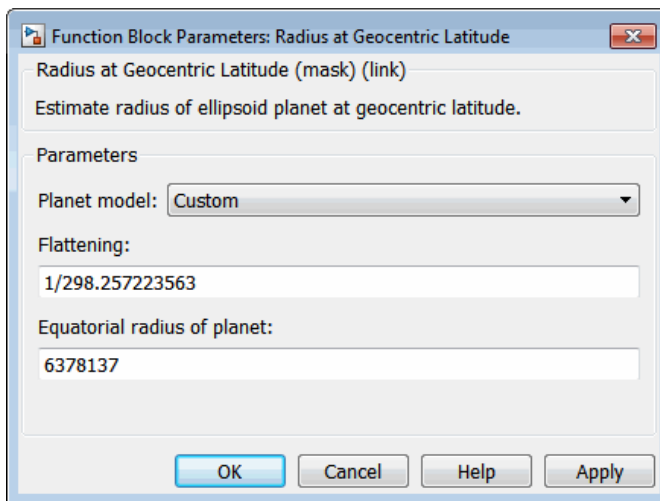 Function Block Parameters: Radius at Geocentric Latitude
Radius at Geocentric Latitude (mask) (link)
Estimate radius of ellipsoid planet at geocentric latitude.
Parameters
Planet model: Custom
Flattening:
1/298.257223563
Equatorial radius of planet:
6378137
OK Cancel Help Apply